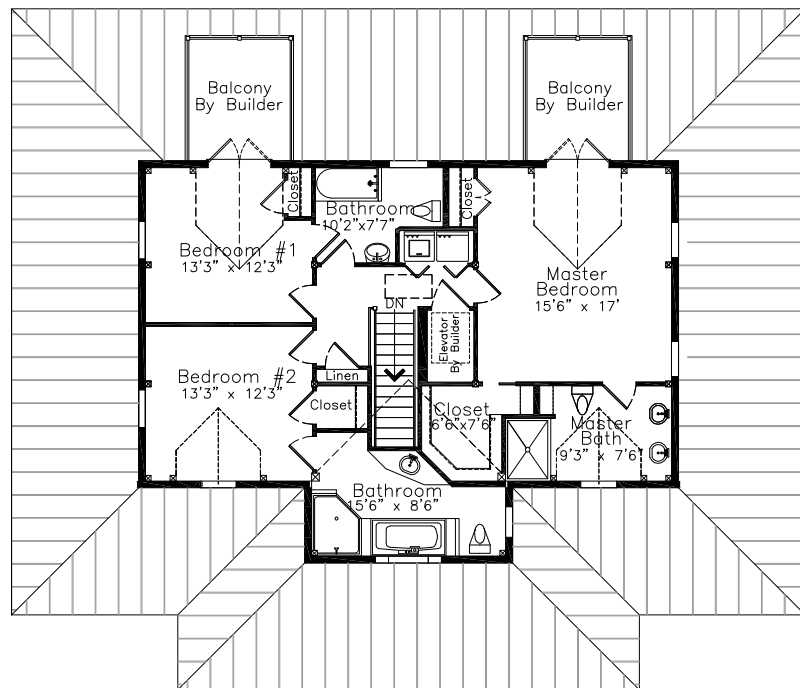 Balcony
By Builder
Balcony
By Builder
Closet
Closet
Bathroom
10'2"x7'7"
Bedroom #1
13'3" x 12'3"
Master
Bedroom
15'6" x 17'
DN
Elevator
By Builder
Linen
Bedroom #2
13'3" x 12'3"
Closet
Closet
6'6"x7'6"
Master
Bath
9'3" x 7'6"
Bathroom
15'6" x 8'6"